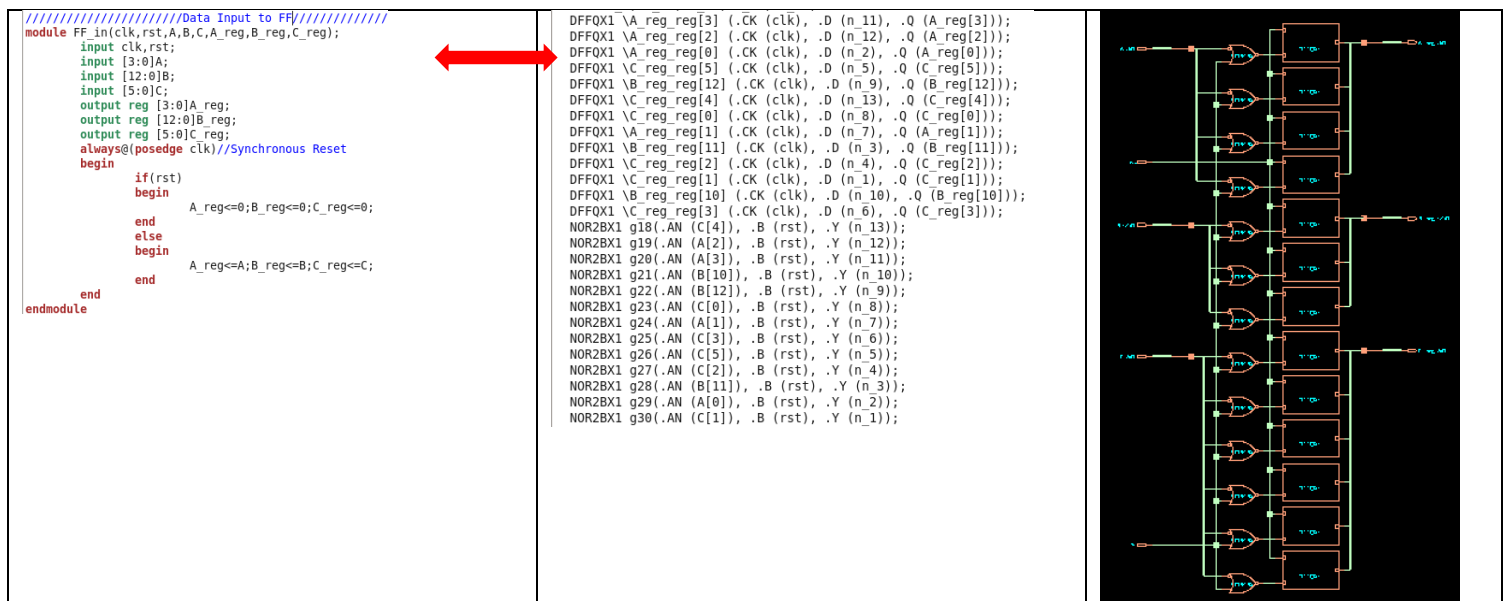 ///////////////////////Data Input to FF//////////////
module FF_in(clk,rst,A,B,C,A_reg,B_reg,C_reg);
input clk,rst;
input [3:0]A;
input [12:0]B;
input [5:0]C;
output reg [3:0]A_reg;
output reg [12:0]B_reg;
output reg [5:0]C_reg;
always@(posedge clk)//Synchronous Reset
begin
if(rst)
begin
A_reg<=0;B_reg<=0;C_reg<=0;
end
else
begin
A_reg<=A;B_reg<=B;C_reg<=C;
end
end
endmodule
DFFQX1 \A_reg_reg[3] (.CK (clk), .D (n_11), .Q (A_reg[3]));
DFFQX1 \A_reg_reg[2] (.CK (clk), .D (n_12), .Q (A_reg[2]));
DFFQX1 \A_reg_reg[0] (.CK (clk), .D (n_2), .Q (A_reg[0]));
DFFQX1 \C_reg_reg[5] (.CK (clk), .D (n_5), .Q (C_reg[5]));
DFFQX1 \B_reg_reg[12] (.CK (clk), .D (n_9), .Q (B_reg[12]));
DFFQX1 \C_reg_reg[4] (.CK (clk), .D (n_13), .Q (C_reg[4]));
DFFQX1 \C_reg_reg[0] (.CK (clk), .D (n_8), .Q (C_reg[0]));
DFFQX1 \A_reg_reg[1] (.CK (clk), .D (n_7), .Q (A_reg[1]));
DFFQX1 \B_reg_reg[11] (.CK (clk), .D (n_3), .Q (B_reg[11]));
DFFQX1 \C_reg_reg[2] (.CK (clk), .D (n_4), .Q (C_reg[2]));
DFFQX1 \C_reg_reg[1] (.CK (clk), .D (n_1), .Q (C_reg[1]));
DFFQX1 \B_reg_reg[10] (.CK (clk), .D (n_10), .Q (B_reg[10]));
DFFQX1 \C_reg_reg[3] (.CK (clk), .D (n_6), .Q (C_reg[3]));
NOR2BX1 g18(.AN (C[4]), .B (rst), .Y (n_13));
NOR2BX1 g19(.AN (A[2]), .B (rst), .Y (n_12));
NOR2BX1 g20(.AN (A[3]), .B (rst), .Y (n_11));
NOR2BX1 g21(.AN (B[10]), .B (rst), .Y (n_10));
NOR2BX1 g22(.AN (B[12]), .B (rst), .Y (n_9));
NOR2BX1 g23(.AN (C[0]), .B (rst), .Y (n_8));
NOR2BX1 g24(.AN (A[1]), .B (rst), .Y (n_7));
NOR2BX1 g25(.AN (C[3]), .B (rst), .Y (n_6));
NOR2BX1 g26(.AN (C[5]), .B (rst), .Y (n_5));
NOR2BX1 g27(.AN (C[2]), .B (rst), .Y (n_4));
NOR2BX1 g28(.AN (B[11]), .B (rst), .Y (n_3));
NOR2BX1 g29(.AN (A[0]), .B (rst), .Y (n_2));
NOR2BX1 g30(.AN (C[1]), .B (rst), .Y (n_1));